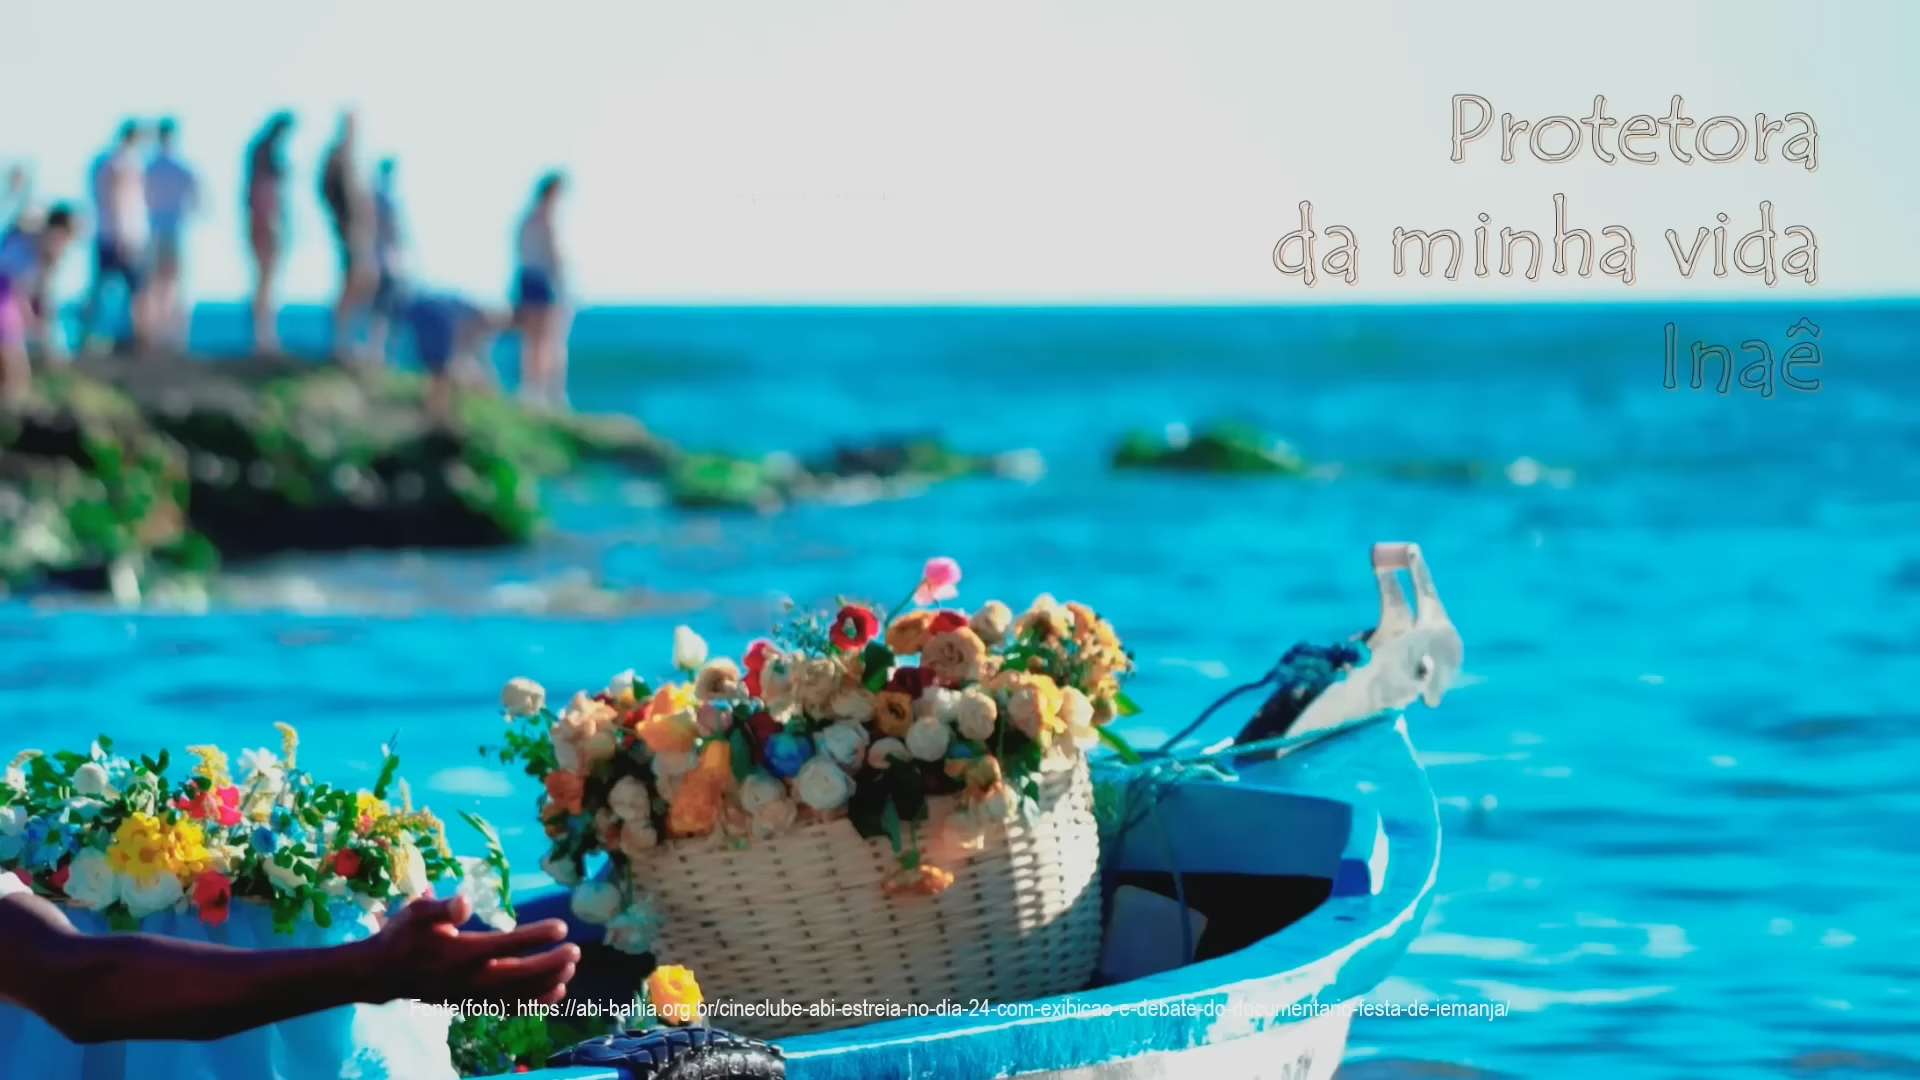 Protetora
da minha vida
Inaê
Fonte(foto): https://abi-bahia.org.br/cineclube-abi-estreia-no-dia-24-com-exibicao-e-debate-do-documentario-festa-de-iemanja/